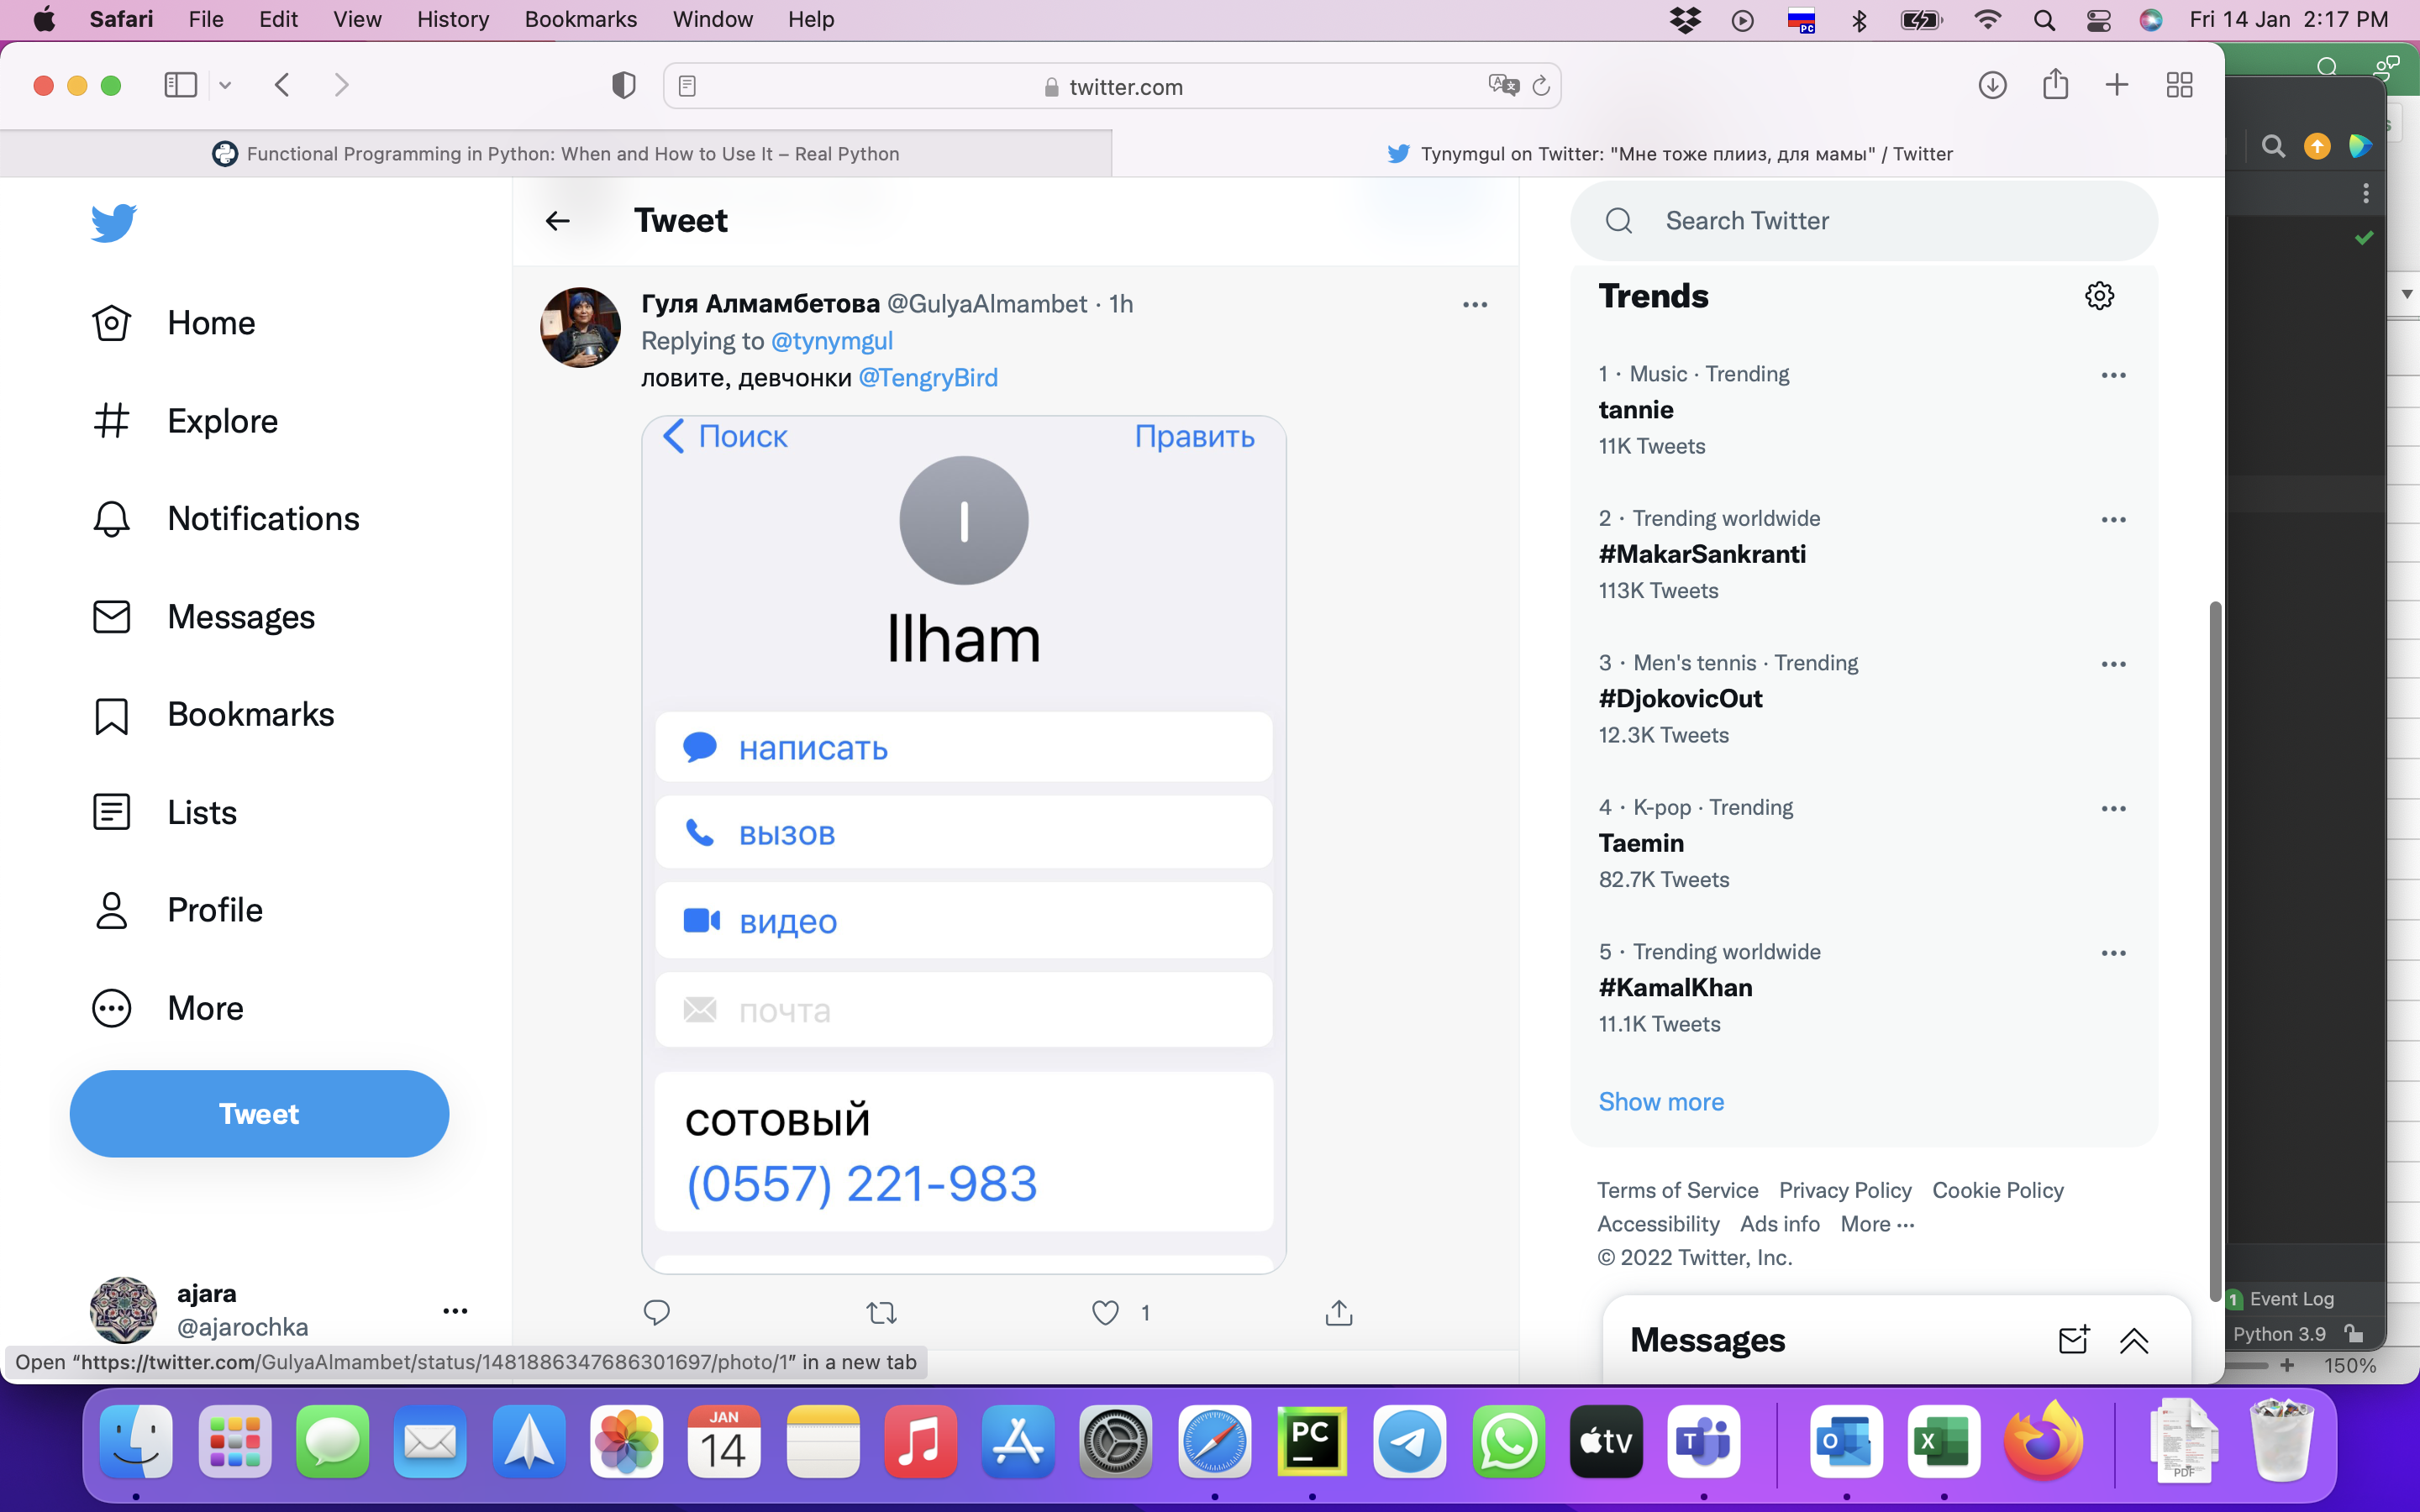 Safari File Edit View History Bookmarks Window Help
РС
Fri 14 Jan 2:17 PM
twitter.com
Functional Programming in Python: When and How to Use It – Real Python
Tynymgul on Twitter: "Мне тоже плииз, для мамы" / Twitter
Home
Explore
Notifications
Messages
Bookmarks
Lists
Profile
More
Tweet
ajara
@ajarochka
Tweet
Гуля Алмамбетова @GulyaAlmambet · 1h
Replying to @tynymgul
ловите, девчонки @TengryBird
Поиск
Править
I
Ilham
написать
вызов
видео
почта
сотовый
(0557) 221-983
1
Search Twitter
Trends
1 · Music · Trending
tannie
11K Tweets
2 · Trending worldwide
#MakarSankranti
113K Tweets
3 · Men's tennis · Trending
#DjokovicOut
12.3K Tweets
4 · K-pop · Trending
Taemin
82.7K Tweets
5 · Trending worldwide
#KamalKhan
11.1K Tweets
Show more
Terms of Service Privacy Policy Cookie Policy
Accessibility Ads info More ···
© 2022 Twitter, Inc.
Messages
1 Event Log
Python 3.9
150%
Open “https://twitter.com/GulyaAlmambet/status/1481886347686301697/photo/1” in a new tab
JAN
14
PC
tv
T
O
X
PDF